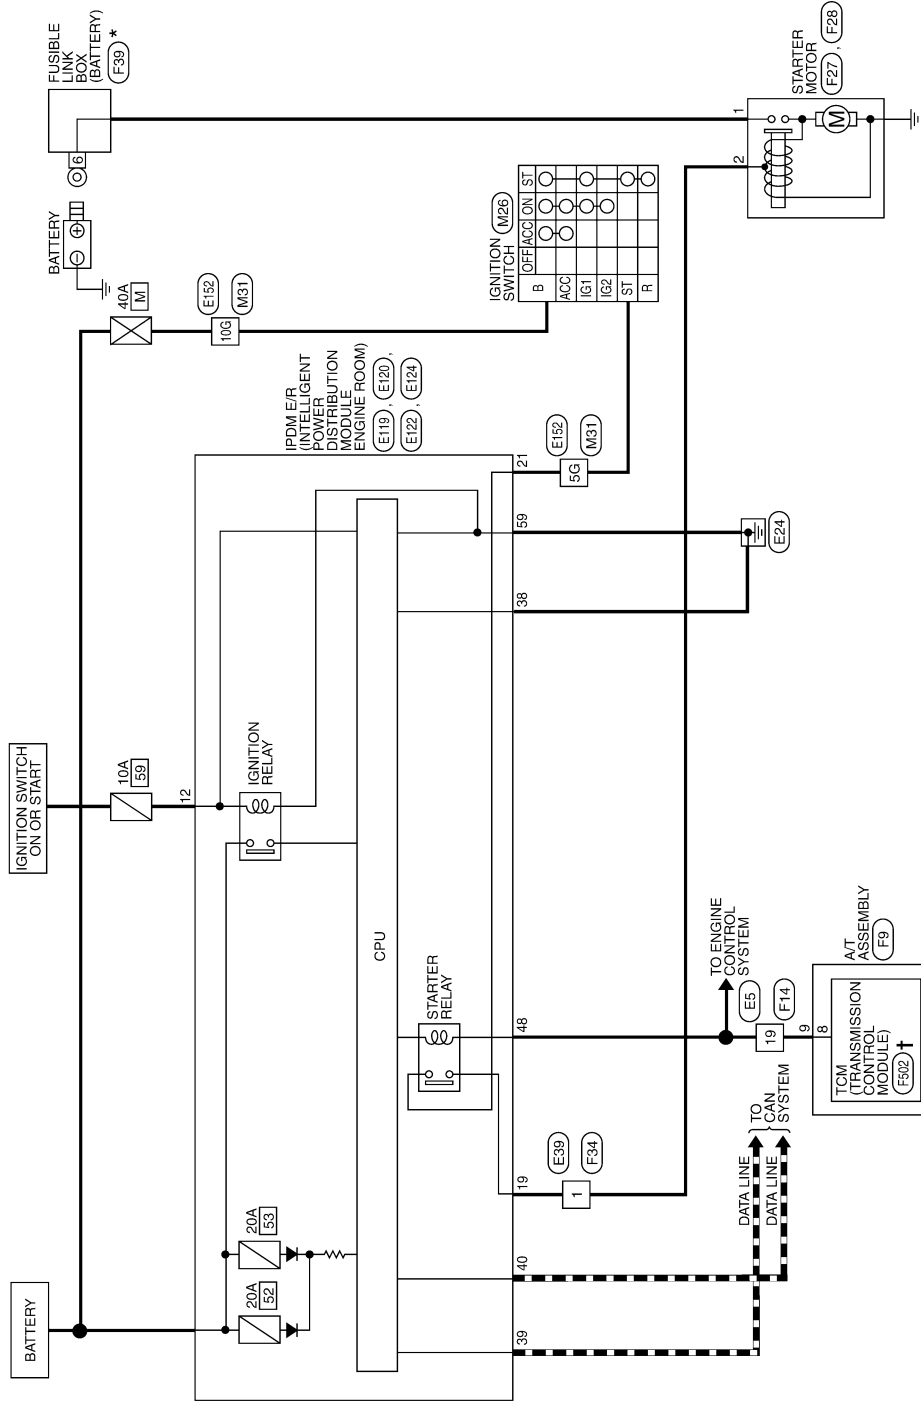 BATTERY
IGNITION SWITCH
ON OR START
10A
59
40A
M
BATTERY
6
FUSIBLE
LINK
BOX
(BATTERY)
F39
*
20A
52
20A
53
12
IGNITION
RELAY
E152
10G
M31
IPDM E/R
(INTELLIGENT
POWER
DISTRIBUTION
MODULE
ENGINE ROOM)
E119 , E120 ,
E122 , E124
CPU
STARTER
RELAY
IGNITION
SWITCH
M26
OFF ACC ON ST
B
ACC
IG1
IG2
ST
R
39
40
19
48
38
59
21
E152
5G
M31
E39
1
F34
DATA LINE
DATA LINE
TO
CAN
SYSTEM
TO ENGINE
CONTROL
SYSTEM
E5
19
F14
E24
2
1
STARTER
MOTOR
F27 , F28
M
9
8
A/T
ASSEMBLY
F9
TCM
(TRANSMISSION
CONTROL
MODULE)
F502
†